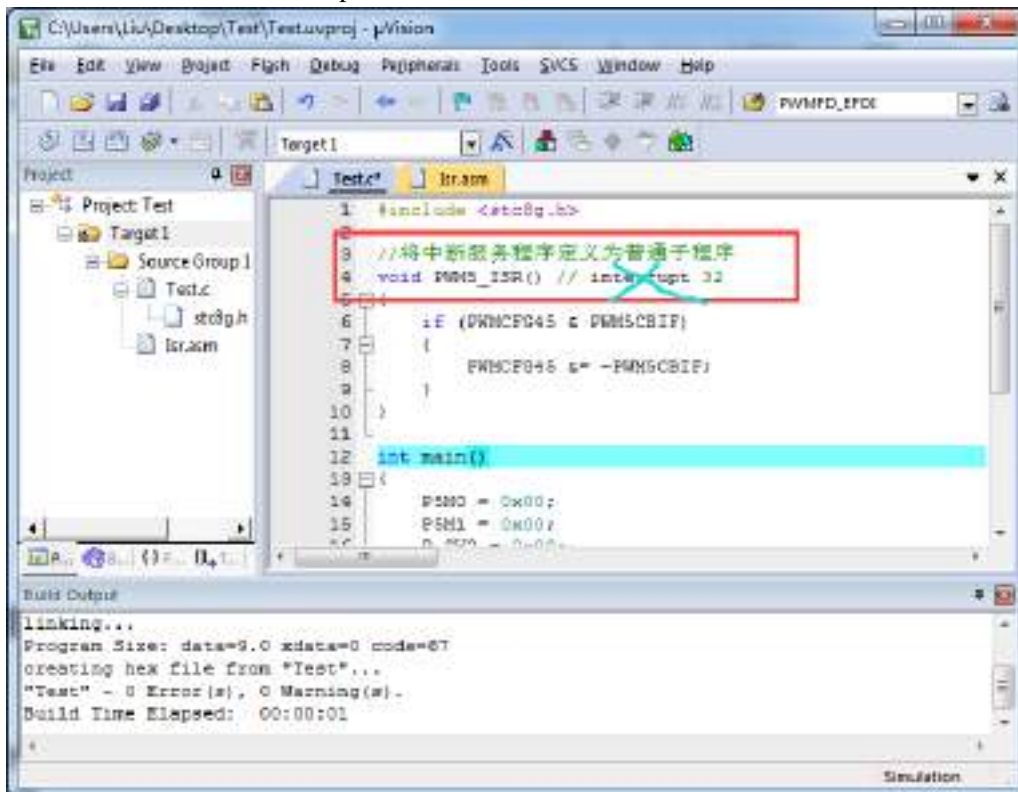 C:\Users\Liu\Desktop\Test\Test.uvproj - µVision
File Edit View Project Flash Debug Peripherals Tools SVCS Window Help
PWMFD_EFOI
Target 1
Project
Test.c* Isr.asm
Project: Test
Target 1
Source Group 1
Test.c
stc8g.h
Isr.asm
1 #include <stc8g.h>
2
3 //将中断服务程序定义为普通子程序
4 void PWM5_ISR() // interrupt 32
5 {
6 if (PWMCFG45 & PWM5CBIF)
7 {
8 PWMCFG45 &= ~PWM5CBIF;
9 }
10 }
11
12 int main()
13 {
14 P5M0 = 0x00;
15 P5M1 = 0x00;
Build Output
linking...
Program Size: data=9.0 xdata=0 code=67
creating hex file from "Test"...
"Test" - 0 Error(s), 0 Warning(s).
Build Time Elapsed: 00:00:01
Simulation